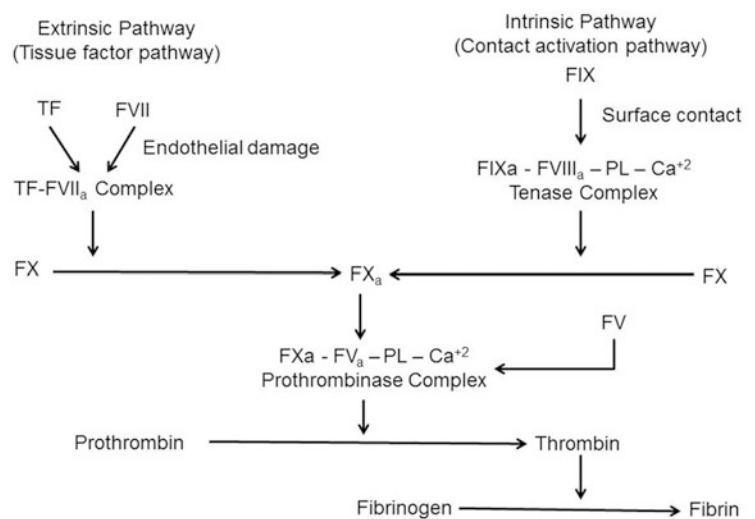 Extrinsic Pathway
(Tissue factor pathway)
Intrinsic Pathway
(Contact activation pathway)
FIX
TF
FVII
Surface contact
Endothelial damage
TF-FVIIa Complex
FIXa - FVIIIa – PL – Ca+2
Tenase Complex
FX
FXa
FX
FV
FXa - FVa – PL – Ca+2
Prothrombinase Complex
Prothrombin
Thrombin
Fibrinogen
Fibrin